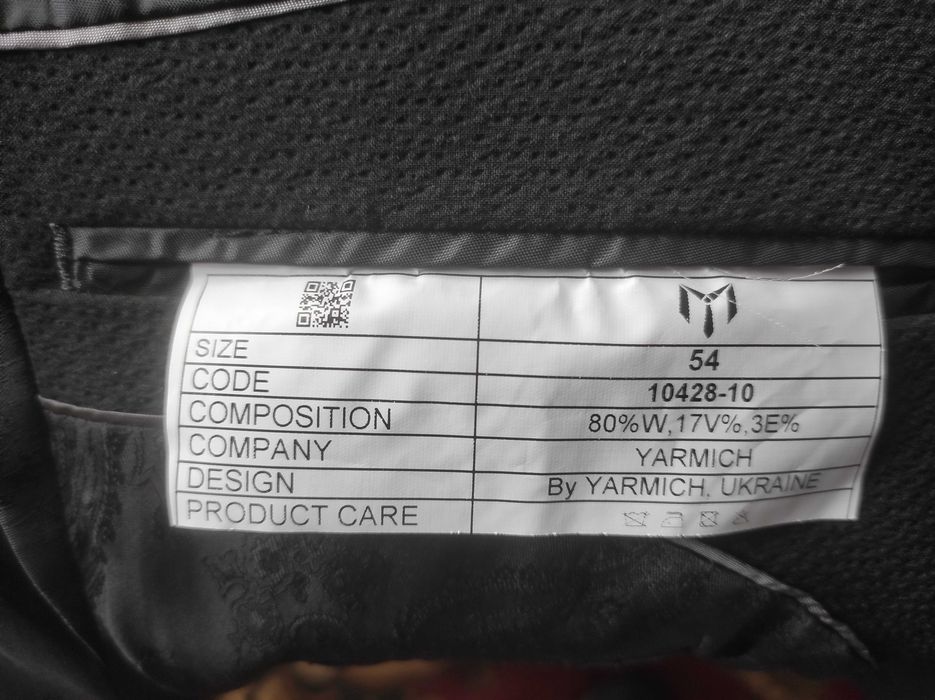 SIZE 54
CODE 10428-10
COMPOSITION 80%W,17V%,3E%
COMPANY YARMICH
DESIGN By YARMICH, UKRAINE
PRODUCT CARE